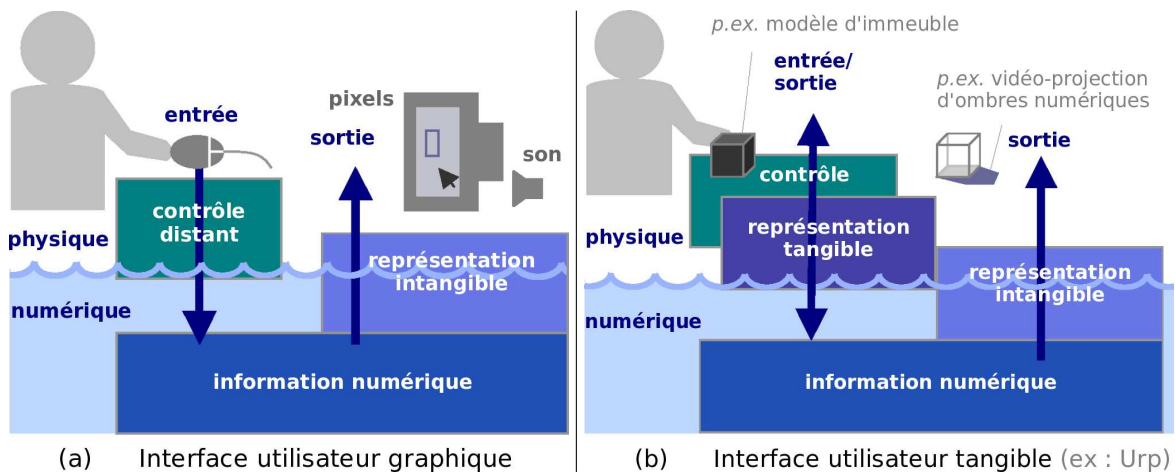 entrée
pixels
sortie
son
contrôle
distant
physique
représentation
intangible
numérique
information numérique
(a) Interface utilisateur graphique
p.ex. modèle d'immeuble
entrée/
sortie
p.ex. vidéo-projection
d'ombres numériques
sortie
contrôle
représentation
tangible
physique
représentation
intangible
numérique
information numérique
(b) Interface utilisateur tangible (ex : Urp)